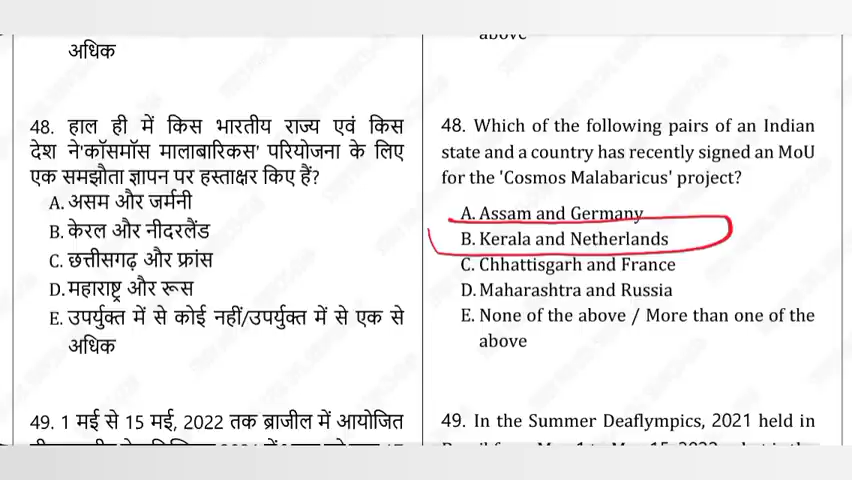 अधिक
48. हाल ही में किस भारतीय राज्य एवं किस
देश ने'कॉसमॉस मालाबारिकस' परियोजना के लिए
एक समझौता ज्ञापन पर हस्ताक्षर किए हैं?
A. असम और जर्मनी
B. केरल और नीदरलैंड
C. छत्तीसगढ़ और फ्रांस
D. महाराष्ट्र और रूस
E. उपर्युक्त में से कोई नहीं/उपर्युक्त में से एक से
अधिक
49. 1 मई से 15 मई, 2022 तक ब्राजील में आयोजित
above
48. Which of the following pairs of an Indian
state and a country has recently signed an MoU
for the 'Cosmos Malabaricus' project?
A. Assam and Germany
B. Kerala and Netherlands
C. Chhattisgarh and France
D. Maharashtra and Russia
E. None of the above / More than one of the
above
49. In the Summer Deaflympics, 2021 held in